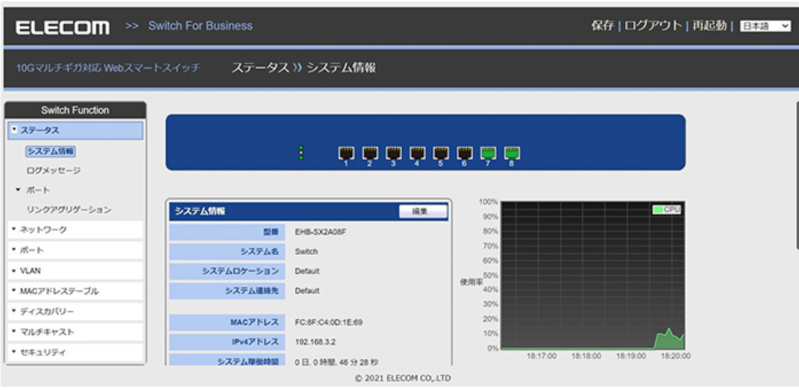 ELECOM >> Switch For Business 保存 | ログアウト | 再起動 | 日本語
10Gマルチギガ対応 Webスマートスイッチ ステータス 》 システム情報
Switch Function
ステータス
システム情報
ログメッセージ
ポート
リンクアグリゲーション
ネットワーク
ポート
VLAN
MACアドレステーブル
ディスカバリー
マルチキャスト
セキュリティ
1 2 3 4 5 6 7 8
システム情報 編集
型番 EHB-SX2A08F
システム名 Switch
システムロケーション Default
システム連絡先 Default
MACアドレス FC:8F:C4:0D:1E:69
IPv4アドレス 192.168.3.2
システム稼働時間 0 日, 0 時間, 46 分 28 秒
CPU
使用率
100%
90%
80%
70%
60%
50%
40%
30%
20%
10%
0%
18:17:00 18:18:00 18:19:00 18:20:00
© 2021 ELECOM CO,.LTD